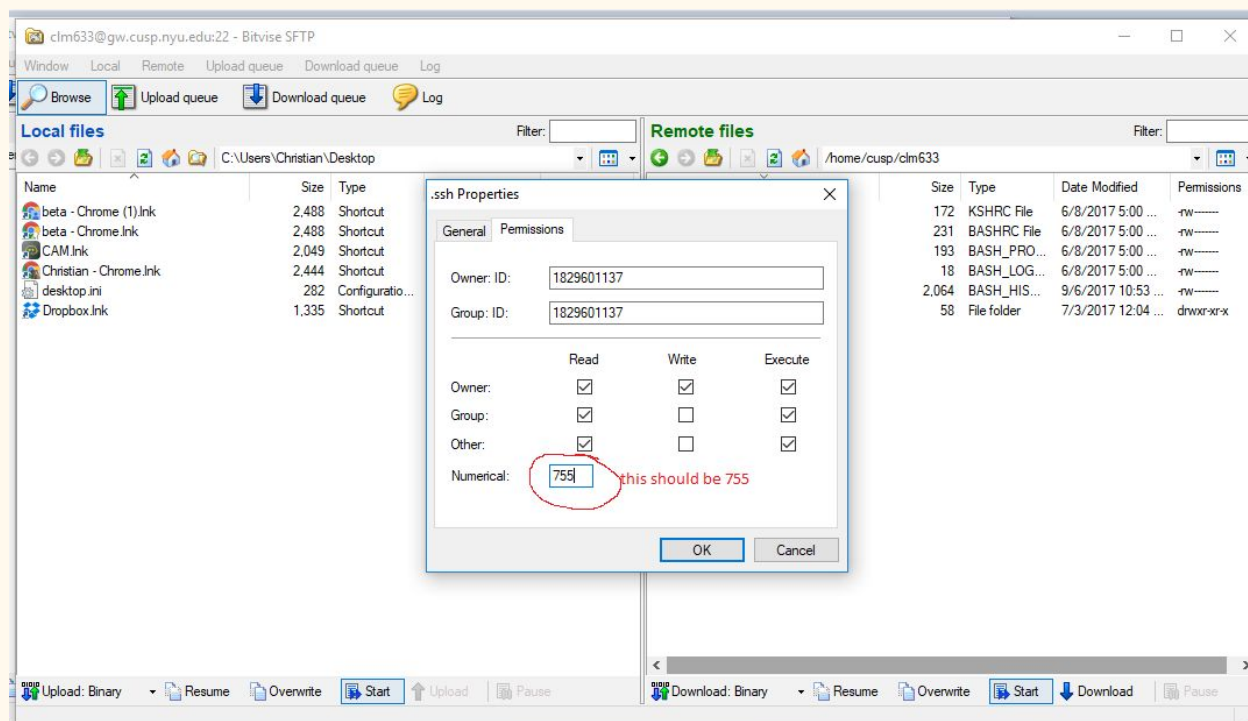 clm633@gw.cusp.nyu.edu:22 - Bitvise SFTP
Window Local Remote Upload queue Download queue Log
Browse Upload queue Download queue Log
Local files Filter: Remote files Filter:
C:\Users\Christian\Desktop /home/cusp/clm633
Name Size Type Size Type Date Modified Permissions
beta - Chrome (1).lnk 2,488 Shortcut 172 KSHRC File 6/8/2017 5:00 ... -rw-------
beta - Chrome.lnk 2,488 Shortcut 231 BASHRC File 6/8/2017 5:00 ... -rw-------
CAM.lnk 2,049 Shortcut 193 BASH_PRO... 6/8/2017 5:00 ... -rw-------
Christian - Chrome.lnk 2,444 Shortcut 18 BASH_LOG... 6/8/2017 5:00 ... -rw-------
desktop.ini 282 Configuratio... 2,064 BASH_HIS... 9/6/2017 10:53 ... -rw-------
Dropbox.lnk 1,335 Shortcut 58 File folder 7/3/2017 12:04 ... drwxr-xr-x
.ssh Properties
General Permissions
Owner: ID: 1829601137
Group: ID: 1829601137
Read Write Execute
Owner:
Group:
Other:
Numerical: 755 this should be 755
OK Cancel
Upload: Binary Resume Overwrite Start Upload Pause Download: Binary Resume Overwrite Start Download Pause